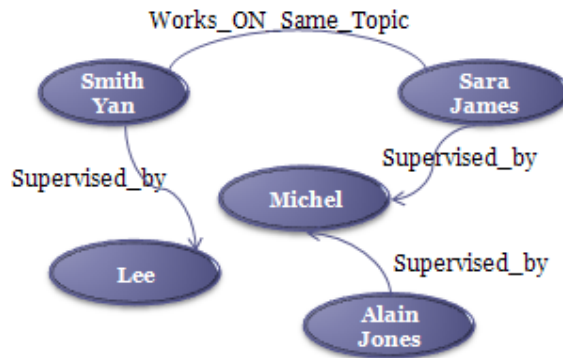 Works_ON_Same_Topic
Smith
Yan
Sara
James
Supervised_by
Supervised_by
Michel
Lee
Supervised_by
Alain
Jones